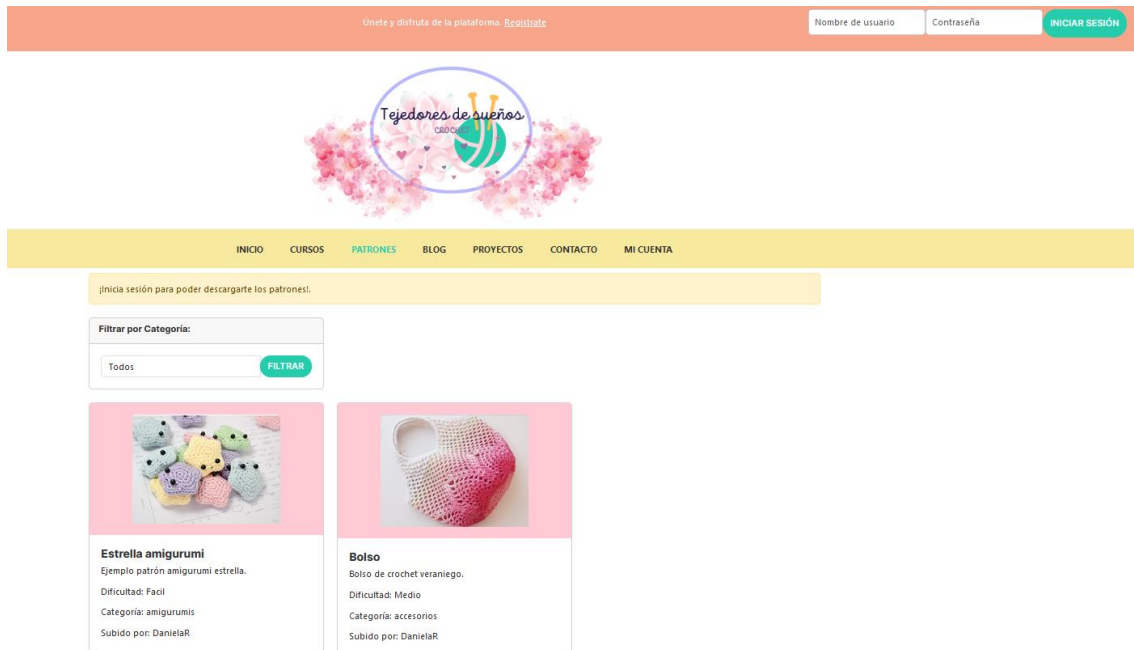 Únete y disfruta de la plataforma. Registrate
Nombre de usuario
Contraseña
INICIAR SESIÓN
Tejedores de sueños
CROCHET
INICIO CURSOS PATRONES BLOG PROYECTOS CONTACTO MI CUENTA
¡Inicia sesión para poder descargarte los patrones!.
Filtrar por Categoría:
Todos
FILTRAR
Estrella amigurumi
Ejemplo patrón amigurumi estrella.
Dificultad: Facil
Categoría: amigurumis
Subido por: DanielaR
Bolso
Bolso de crochet veraniego.
Dificultad: Medio
Categoría: accesorios
Subido por: DanielaR